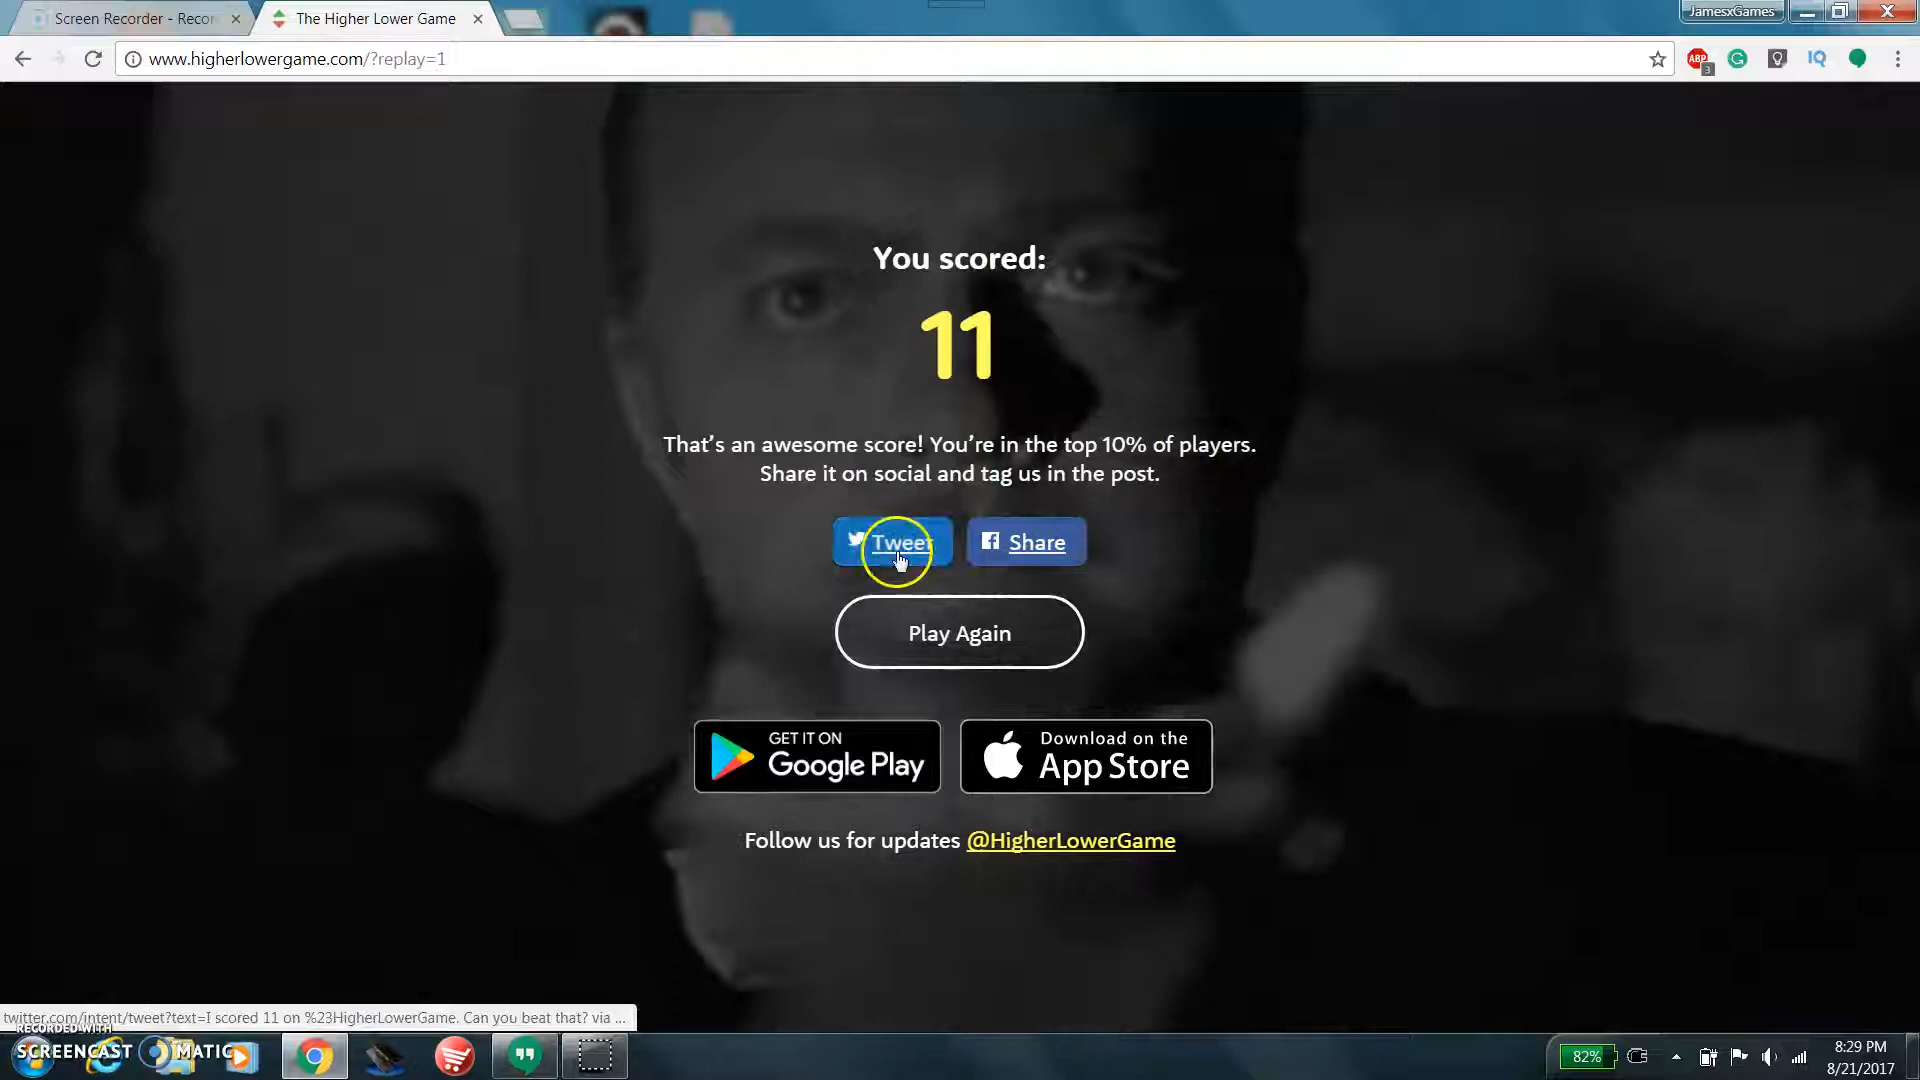 Screen Recorder - Recor
The Higher Lower Game
JamesxGames
www.higherlowergame.com/?replay=1
ABP
3
G
IQ
You scored:
11
That's an awesome score! You're in the top 10% of players.
Share it on social and tag us in the post.
Tweet
Share
Play Again
GET IT ON
Google Play
Download on the
App Store
Follow us for updates @HigherLowerGame
twitter.com/intent/tweet?text=I scored 11 on %23HigherLowerGame. Can you beat that? via ...
RECORDED WITH
SCREENCAST MATIC
82%
8:29 PM
8/21/2017